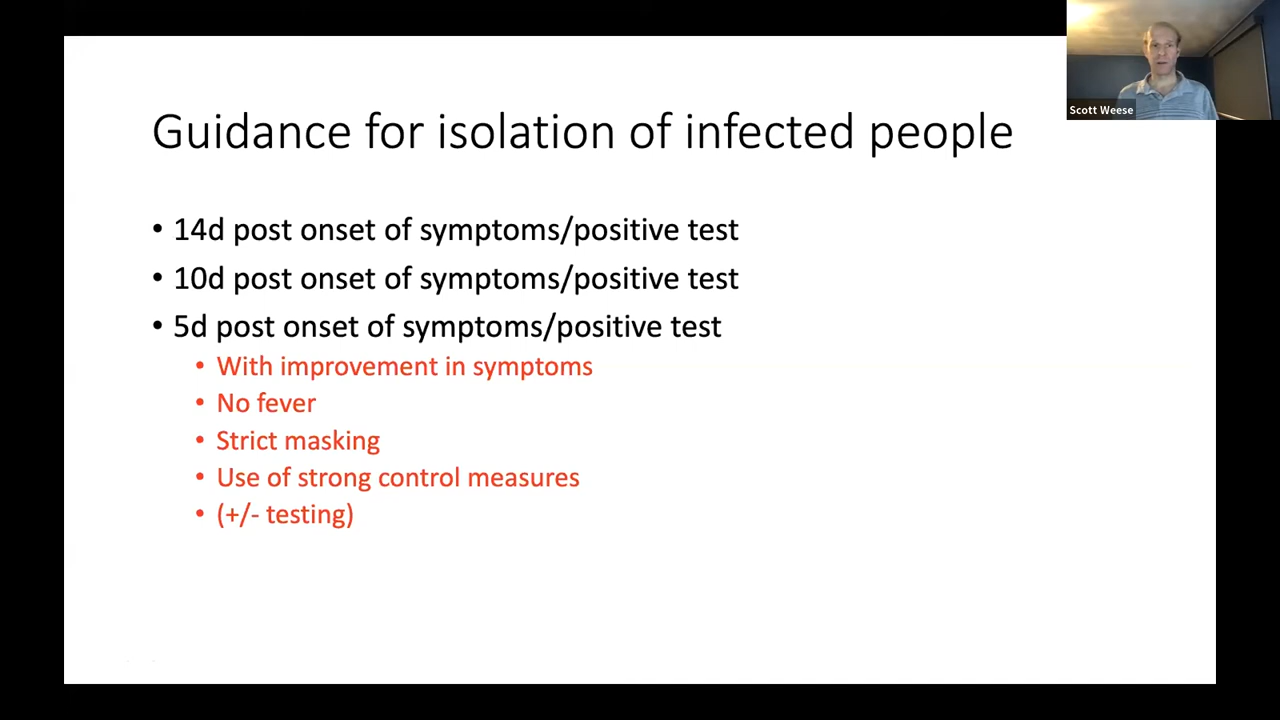 Scott Weese
Guidance for isolation of infected people
• 14d post onset of symptoms/positive test
• 10d post onset of symptoms/positive test
• 5d post onset of symptoms/positive test
• With improvement in symptoms
• No fever
• Strict masking
• Use of strong control measures
• (+/- testing)